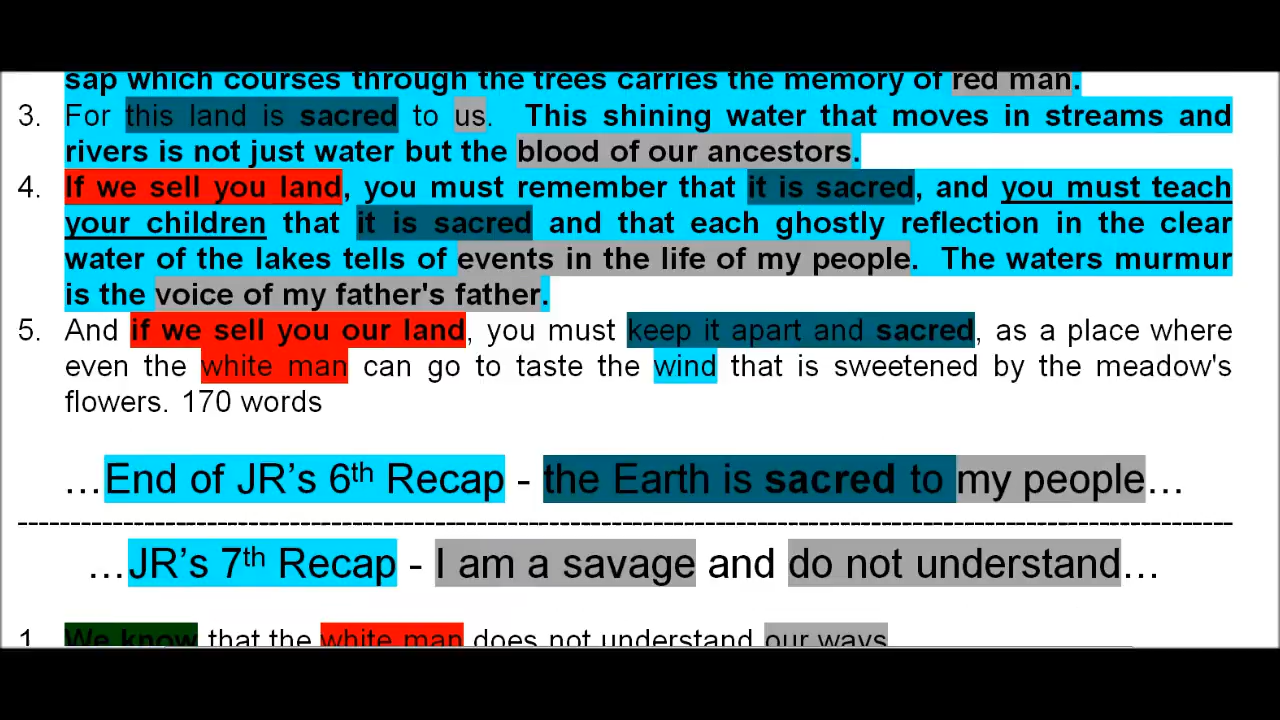 sap which courses through the trees carries the memory of red man.
3. For this land is sacred to us. This shining water that moves in streams and
rivers is not just water but the blood of our ancestors.
4. If we sell you land, you must remember that it is sacred, and you must teach
your children that it is sacred and that each ghostly reflection in the clear
water of the lakes tells of events in the life of my people. The waters murmur
is the voice of my father's father.
5. And if we sell you our land, you must keep it apart and sacred, as a place where
even the white man can go to taste the wind that is sweetened by the meadow's
flowers. 170 words
…End of JR’s 6th Recap - the Earth is sacred to my people…
…JR’s 7th Recap - I am a savage and do not understand…
1. We know that the white man does not understand our ways